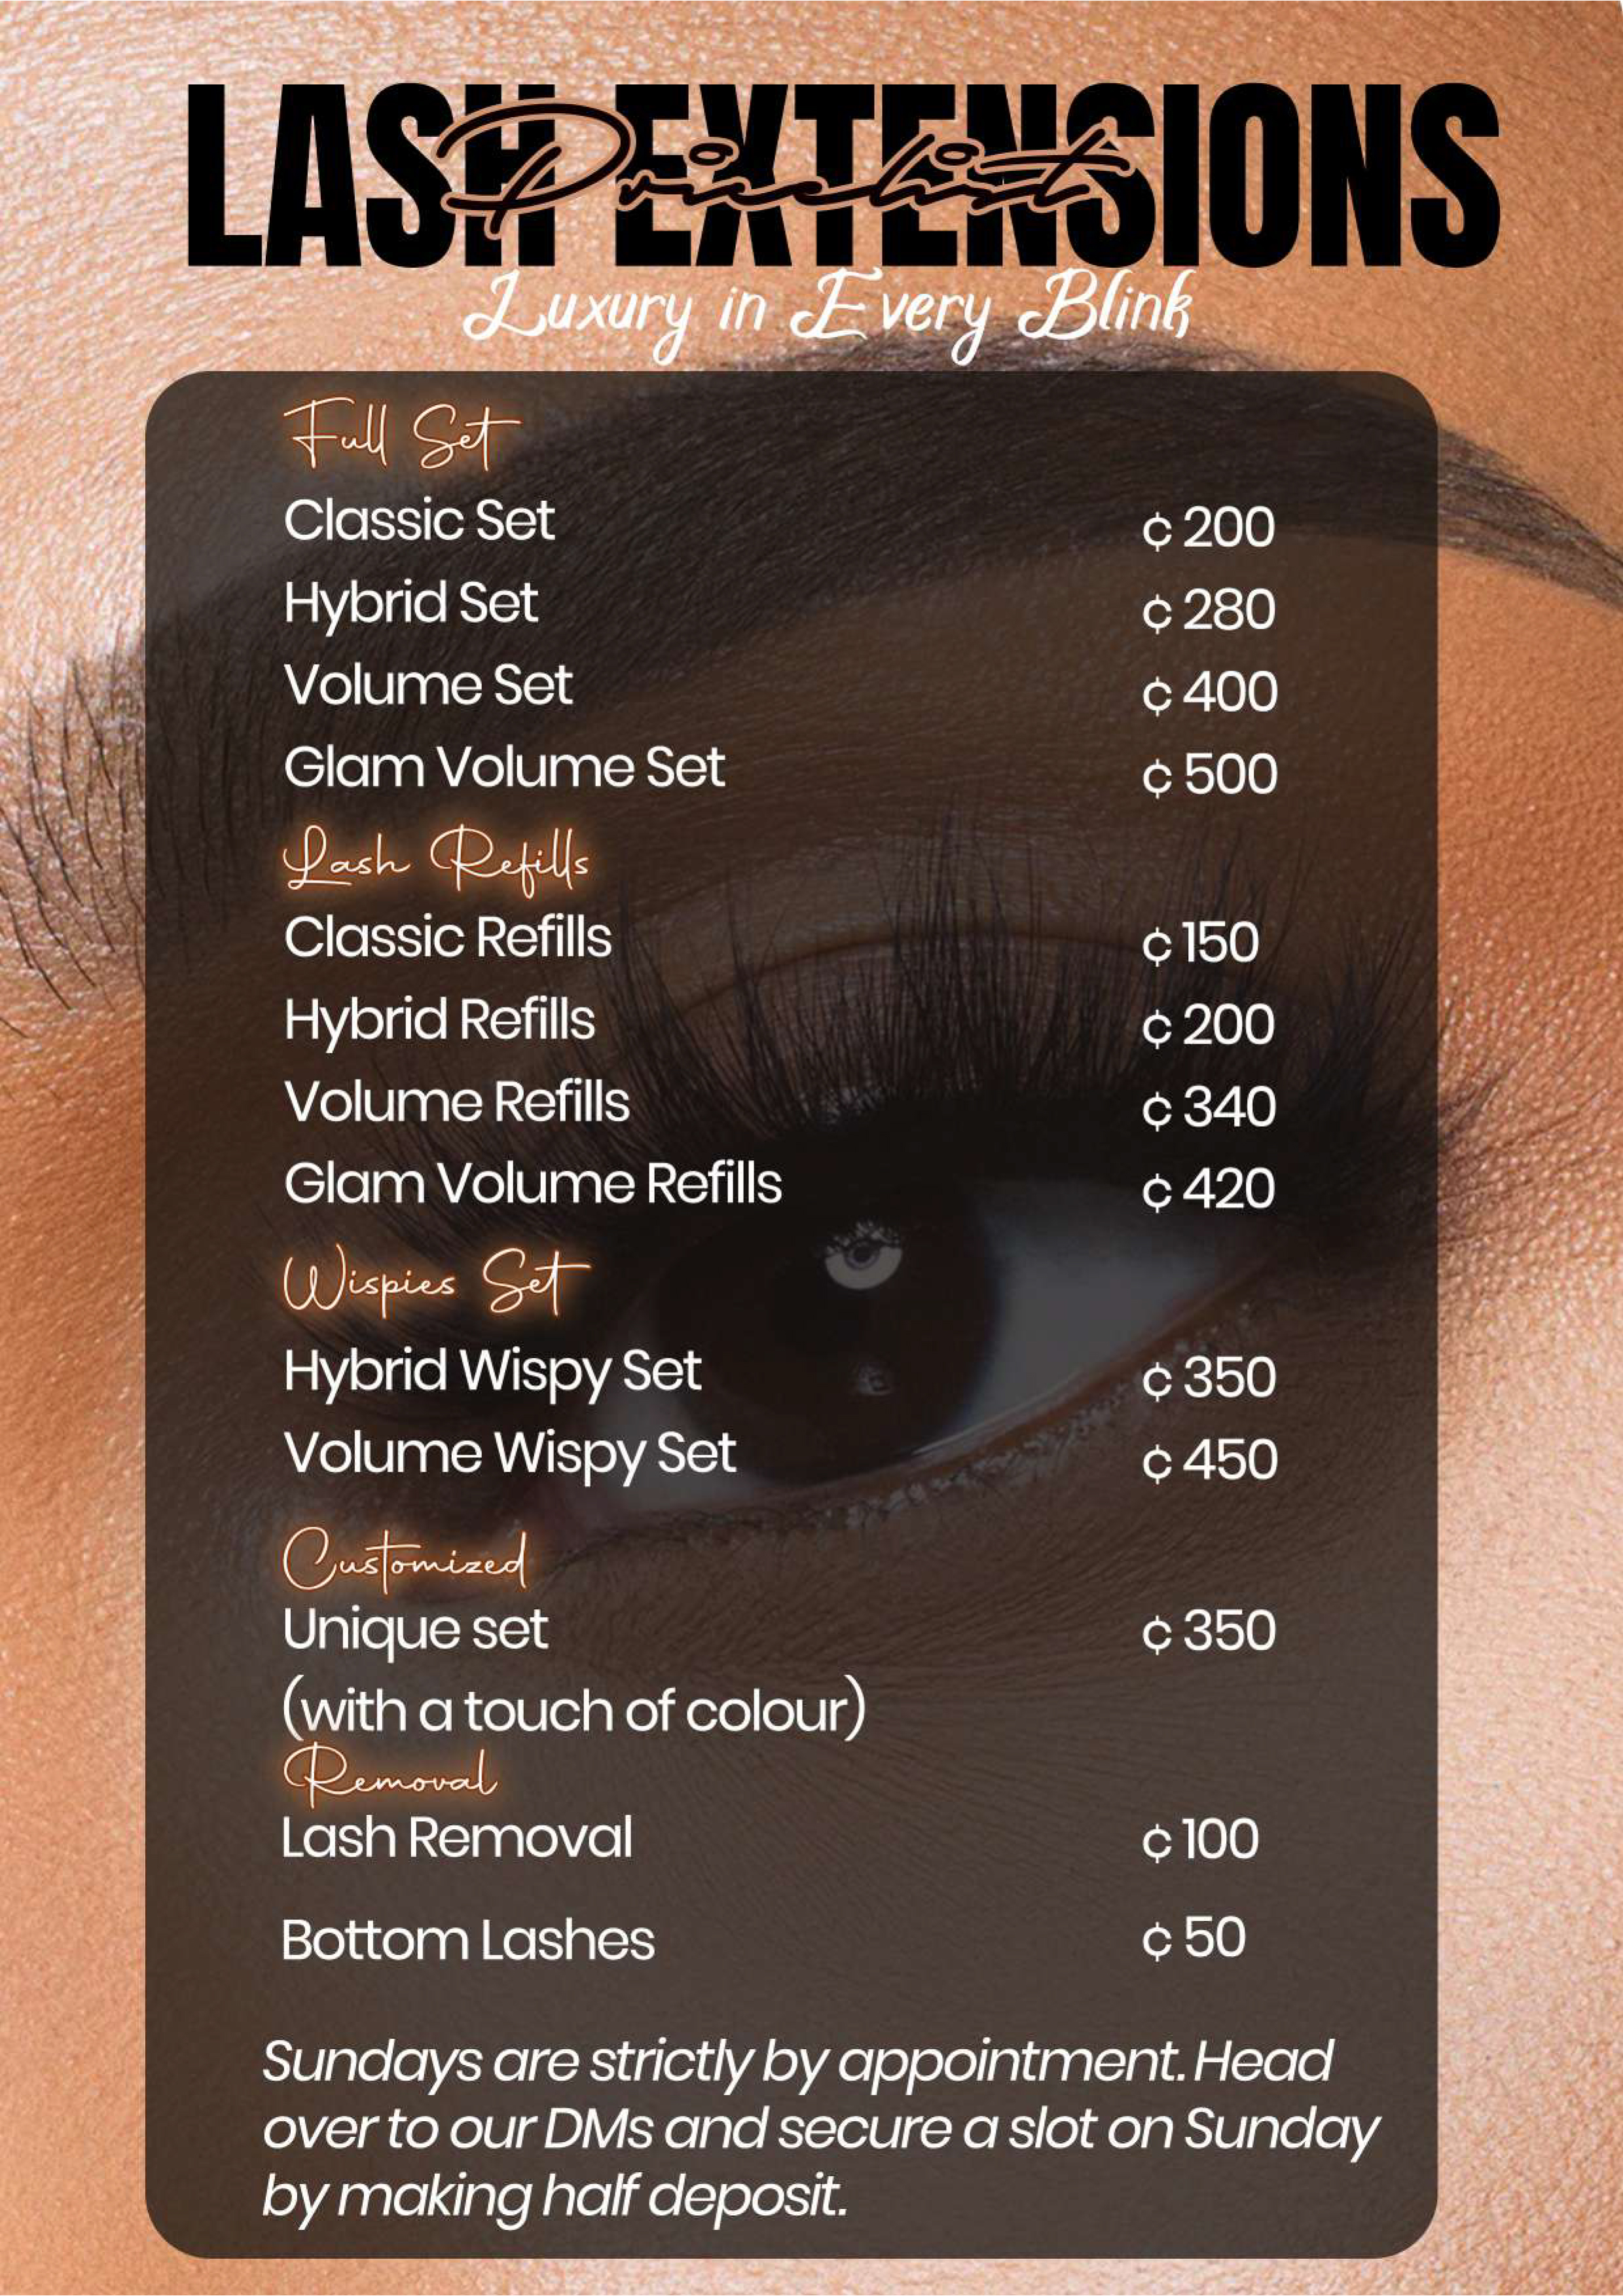 LASH EXTENSIONS
Pricelist
Luxury in Every Blink
Full Set
Classic Set ¢ 200
Hybrid Set ¢ 280
Volume Set ¢ 400
Glam Volume Set ¢ 500
Lash Refills
Classic Refills ¢ 150
Hybrid Refills ¢ 200
Volume Refills ¢ 340
Glam Volume Refills ¢ 420
Wispies Set
Hybrid Wispy Set ¢ 350
Volume Wispy Set ¢ 450
Customized
Unique set ¢ 350
(with a touch of colour)
Removal
Lash Removal ¢ 100
Bottom Lashes ¢ 50
Sundays are strictly by appointment. Head
over to our DMs and secure a slot on Sunday
by making half deposit.